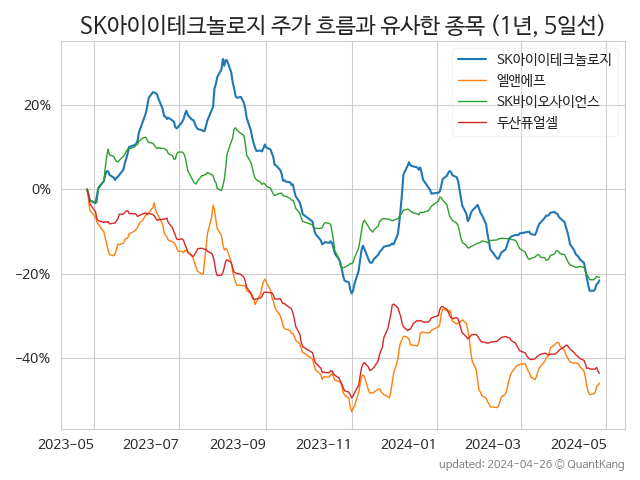 SK아이이테크놀로지 주가 흐름과 유사한 종목 (1년, 5일선)
SK아이이테크놀로지
엘앤에프
SK바이오사이언스
두산퓨얼셀
20%
0%
−20%
−40%
2023-05 2023-07 2023-09 2023-11 2024-01 2024-03 2024-05
updated: 2024-04-26 © QuantKang